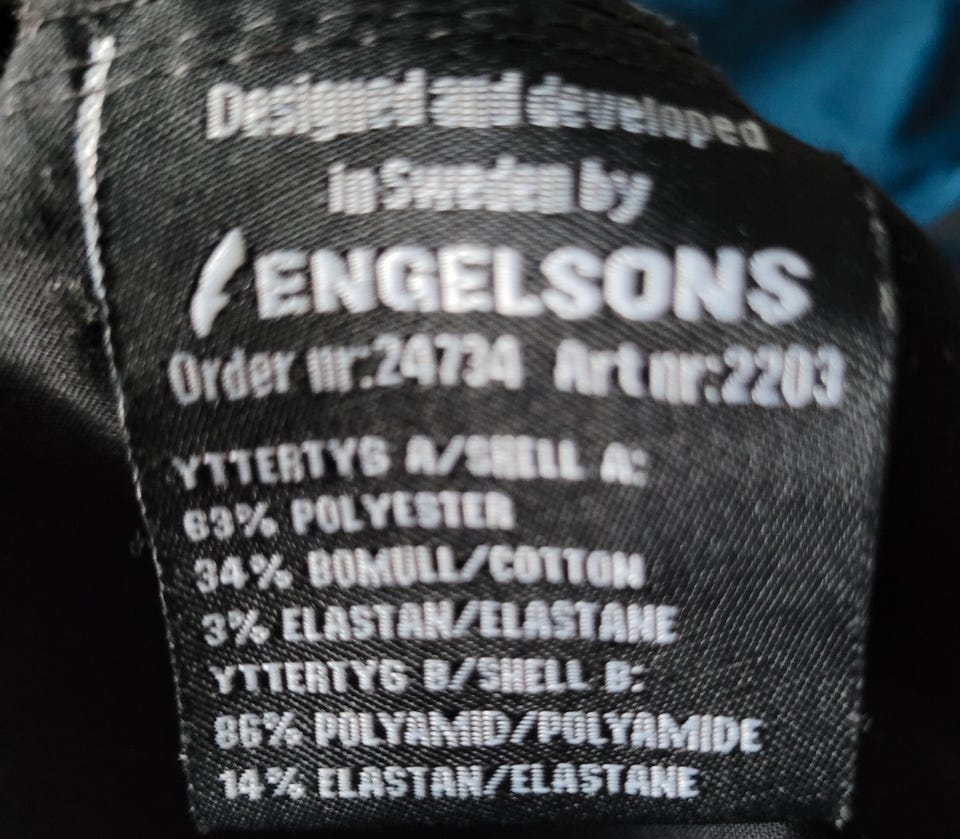 Designed and developed
in Sweden by
ENGELSONS
Order nr:24734 Art nr:2203
YTTERTYG A/SHELL A:
63% POLYESTER
34% BOMULL/COTTON
3% ELASTAN/ELASTANE
YTTERTYG B/SHELL B:
86% POLYAMID/POLYAMIDE
14% ELASTAN/ELASTANE